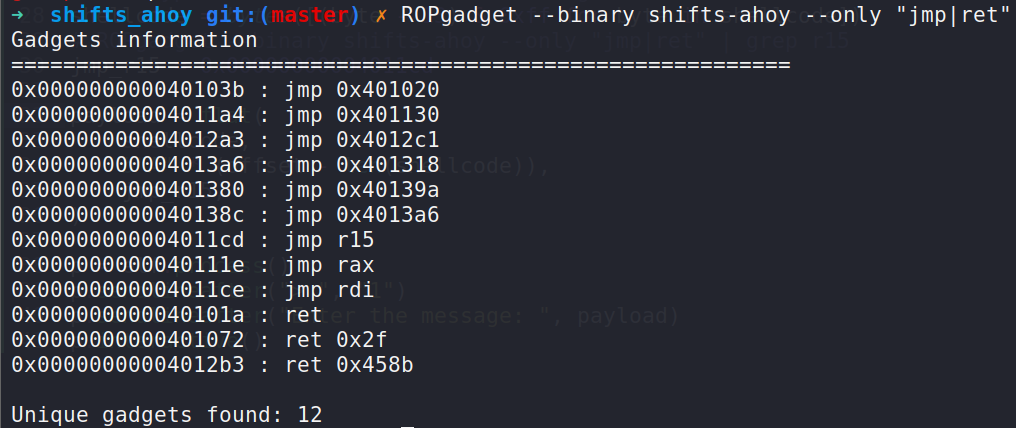 → shifts_ahoy git:(master) ✗ ROPgadget --binary shifts-ahoy --only "jmp|ret"
Gadgets information
============================================================
0x000000000040103b : jmp 0x401020
0x00000000004011a4 : jmp 0x401130
0x00000000004012a3 : jmp 0x4012c1
0x00000000004013a6 : jmp 0x401318
0x0000000000401380 : jmp 0x40139a
0x000000000040138c : jmp 0x4013a6
0x00000000004011cd : jmp r15
0x000000000040111e : jmp rax
0x00000000004011ce : jmp rdi
0x000000000040101a : ret
0x0000000000401072 : ret 0x2f
0x00000000004012b3 : ret 0x458b
Unique gadgets found: 12